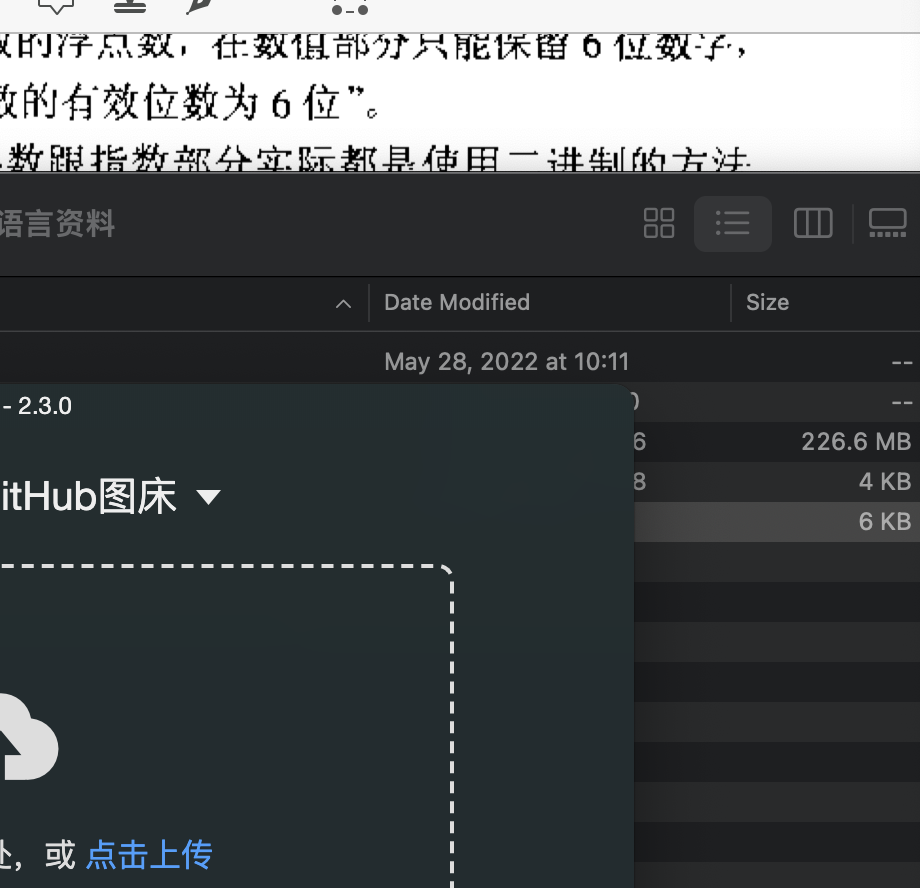 的浮点数，在数值部分只能保留 6 位数字，
数的有效位数为 6 位”。
数跟指数部分实际都是使用二进制的方法
语言资料
Date Modified
Size
May 28, 2022 at 10:11
--
- 2.3.0
--
6
226.6 MB
8
4 KB
itHub图床
6 KB
处，或 点击上传